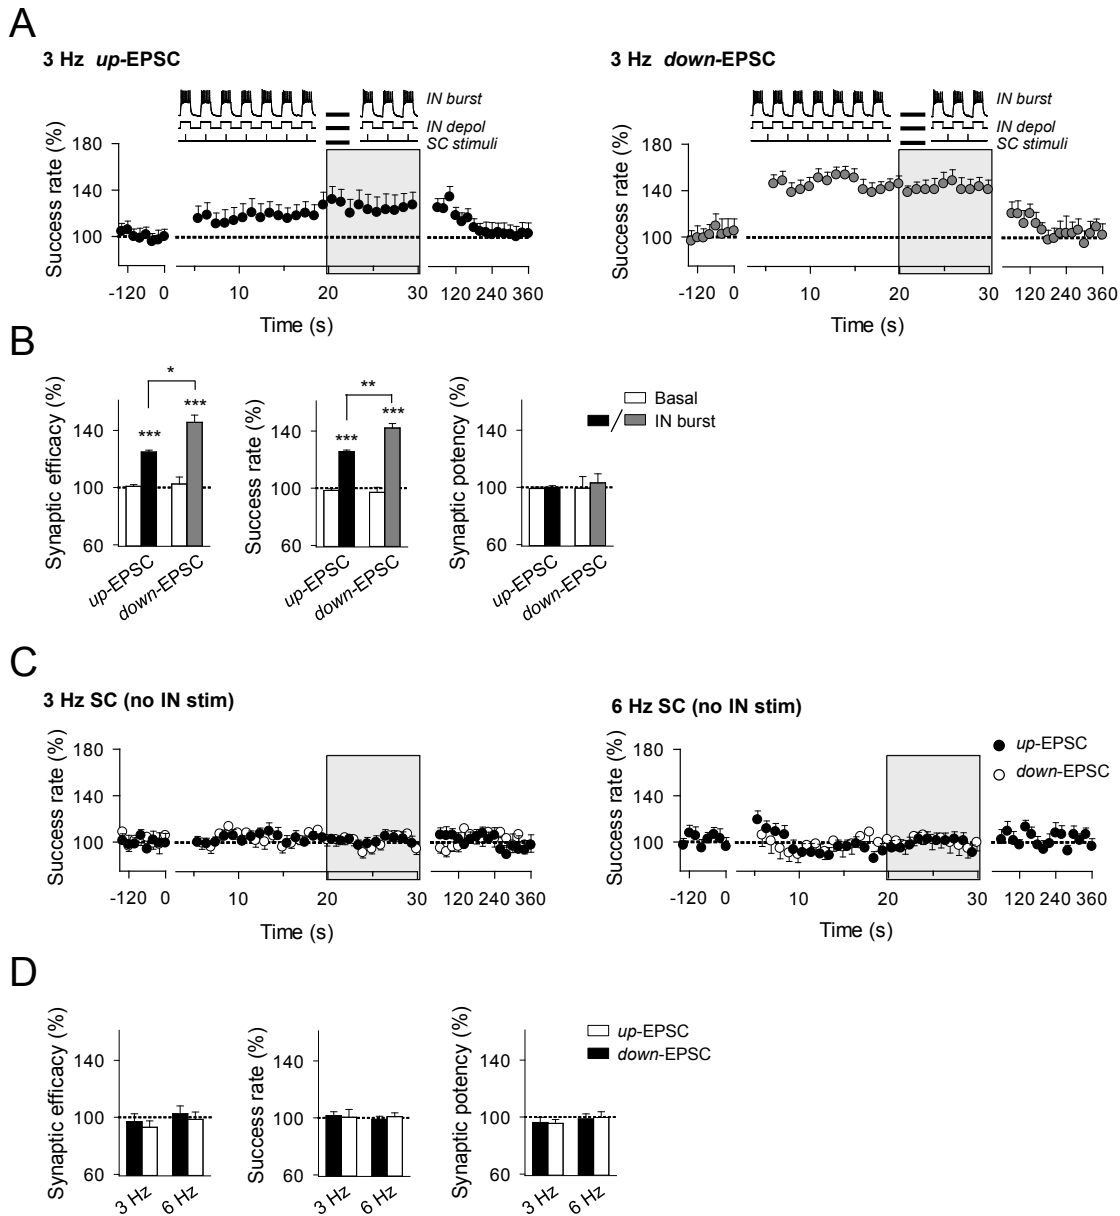 A
3 Hz up-EPSC
3 Hz down-EPSC
IN burst
IN depol
SC stimuli
IN burst
IN depol
SC stimuli
Success rate (%)
180
140
100
-120 0
10 20 30
120 240 360
Time (s)
Success rate (%)
180
140
100
-120 0
10 20 30
120 240 360
Time (s)
B
Synaptic efficacy (%)
140
100
60
*
***
***
up-EPSC
down-EPSC
Success rate (%)
140
100
60
**
***
***
up-EPSC
down-EPSC
Synaptic potency (%)
140
100
60
up-EPSC
down-EPSC
Basal
/ IN burst
C
3 Hz SC (no IN stim)
6 Hz SC (no IN stim)
Success rate (%)
180
140
100
-120 0
10 20 30
120 240 360
Time (s)
Success rate (%)
180
140
100
-120 0
10 20 30
120 240 360
Time (s)
up-EPSC
down-EPSC
D
Synaptic efficacy (%)
140
100
60
3 Hz
6 Hz
Success rate (%)
140
100
60
3 Hz
6 Hz
Synaptic potency (%)
140
100
60
3 Hz
6 Hz
up-EPSC
down-EPSC